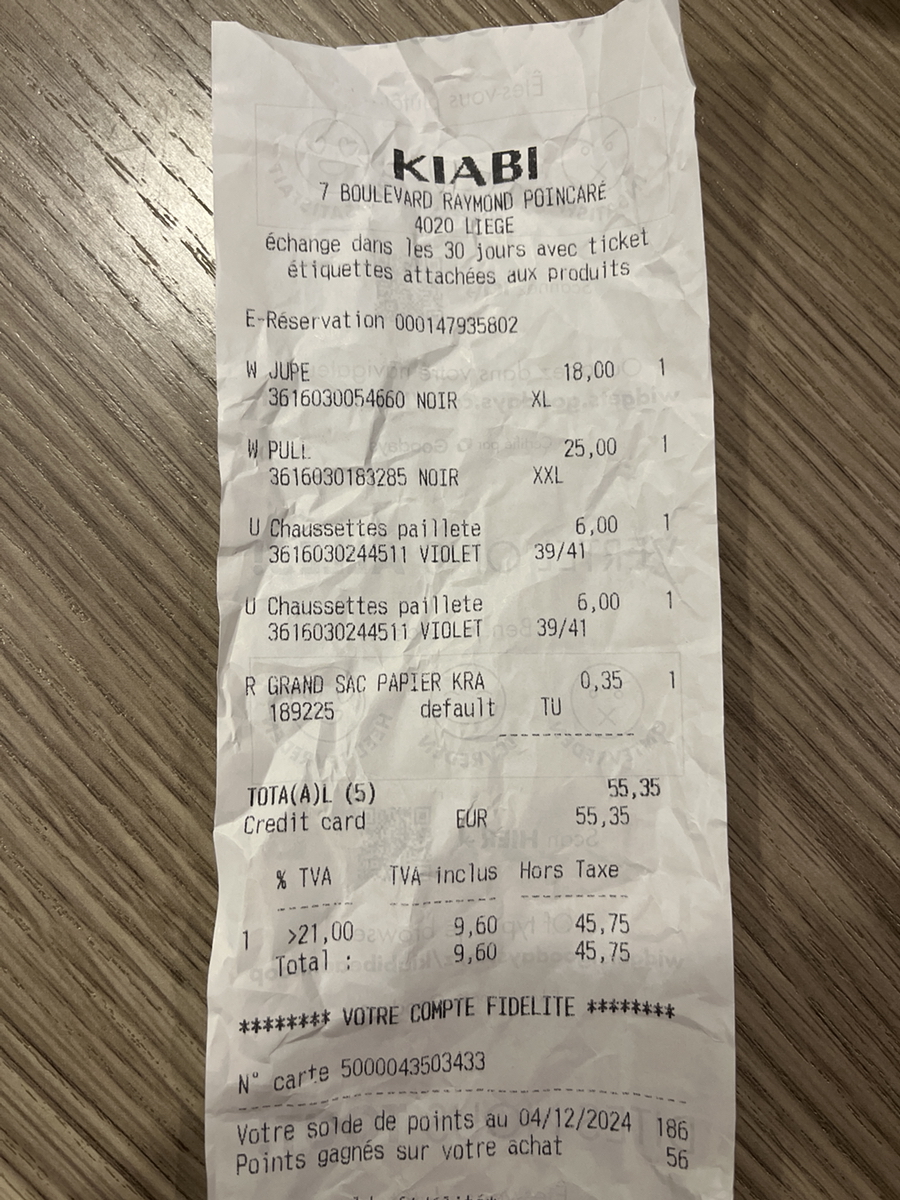 KIABI
7 BOULEVARD RAYMOND POINCARÉ
4020 LIEGE
échange dans les 30 jours avec ticket
étiquettes attachées aux produits
E-Réservation 000147935802
W JUPE 18,00 1
3616030054660 NOIR XL
W PULL 25,00 1
3616030183285 NOIR XXL
U Chaussettes paillete 6,00 1
3616030244511 VIOLET 39/41
U Chaussettes paillete 6,00 1
3616030244511 VIOLET 39/41
R GRAND SAC PAPIER KRA 0,35 1
189225 default TU
--------------
TOTA(A)L (5) 55,35
Credit card EUR 55,35
% TVA TVA inclus Hors Taxe
-------- ----------- -----------
1 >21,00 9,60 45,75
Total : 9,60 45,75
******** VOTRE COMPTE FIDELITE ********
N° carte 5000043503433
----------------------------------------
Votre solde de points au 04/12/2024 186
Points gagnés sur votre achat 56